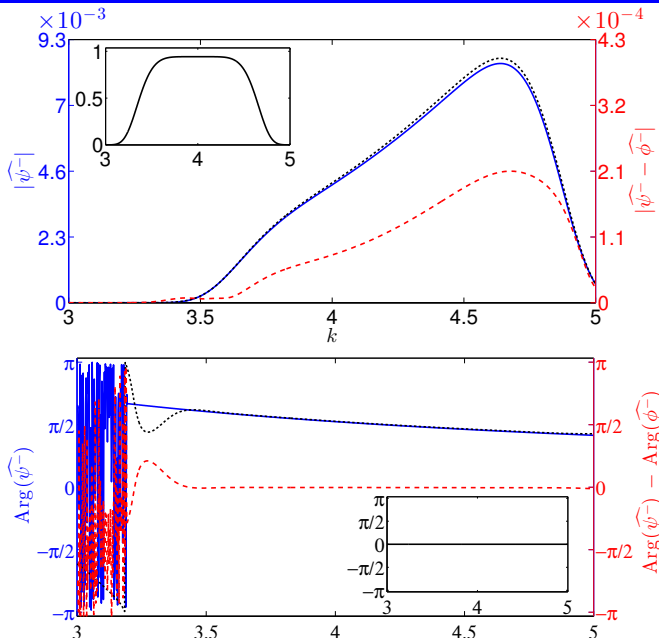 ×10⁻³ ×10⁻⁴
9.3 4.3
7 3.2
4.6 2.1
2.3 1.1
0 0
|ψ̂⁻| |ψ̂⁻ − φ̂⁻|
1
0.5
0
3 4 5
3 3.5 4 4.5 5
k
π π
π/2 π/2
0 0
−π/2 −π/2
−π −π
Arg(ψ̂⁻) Arg(ψ̂⁻) − Arg(φ̂⁻)
π
π/2
0
−π/2
−π
3 4 5
3 3.5 4 4.5 5